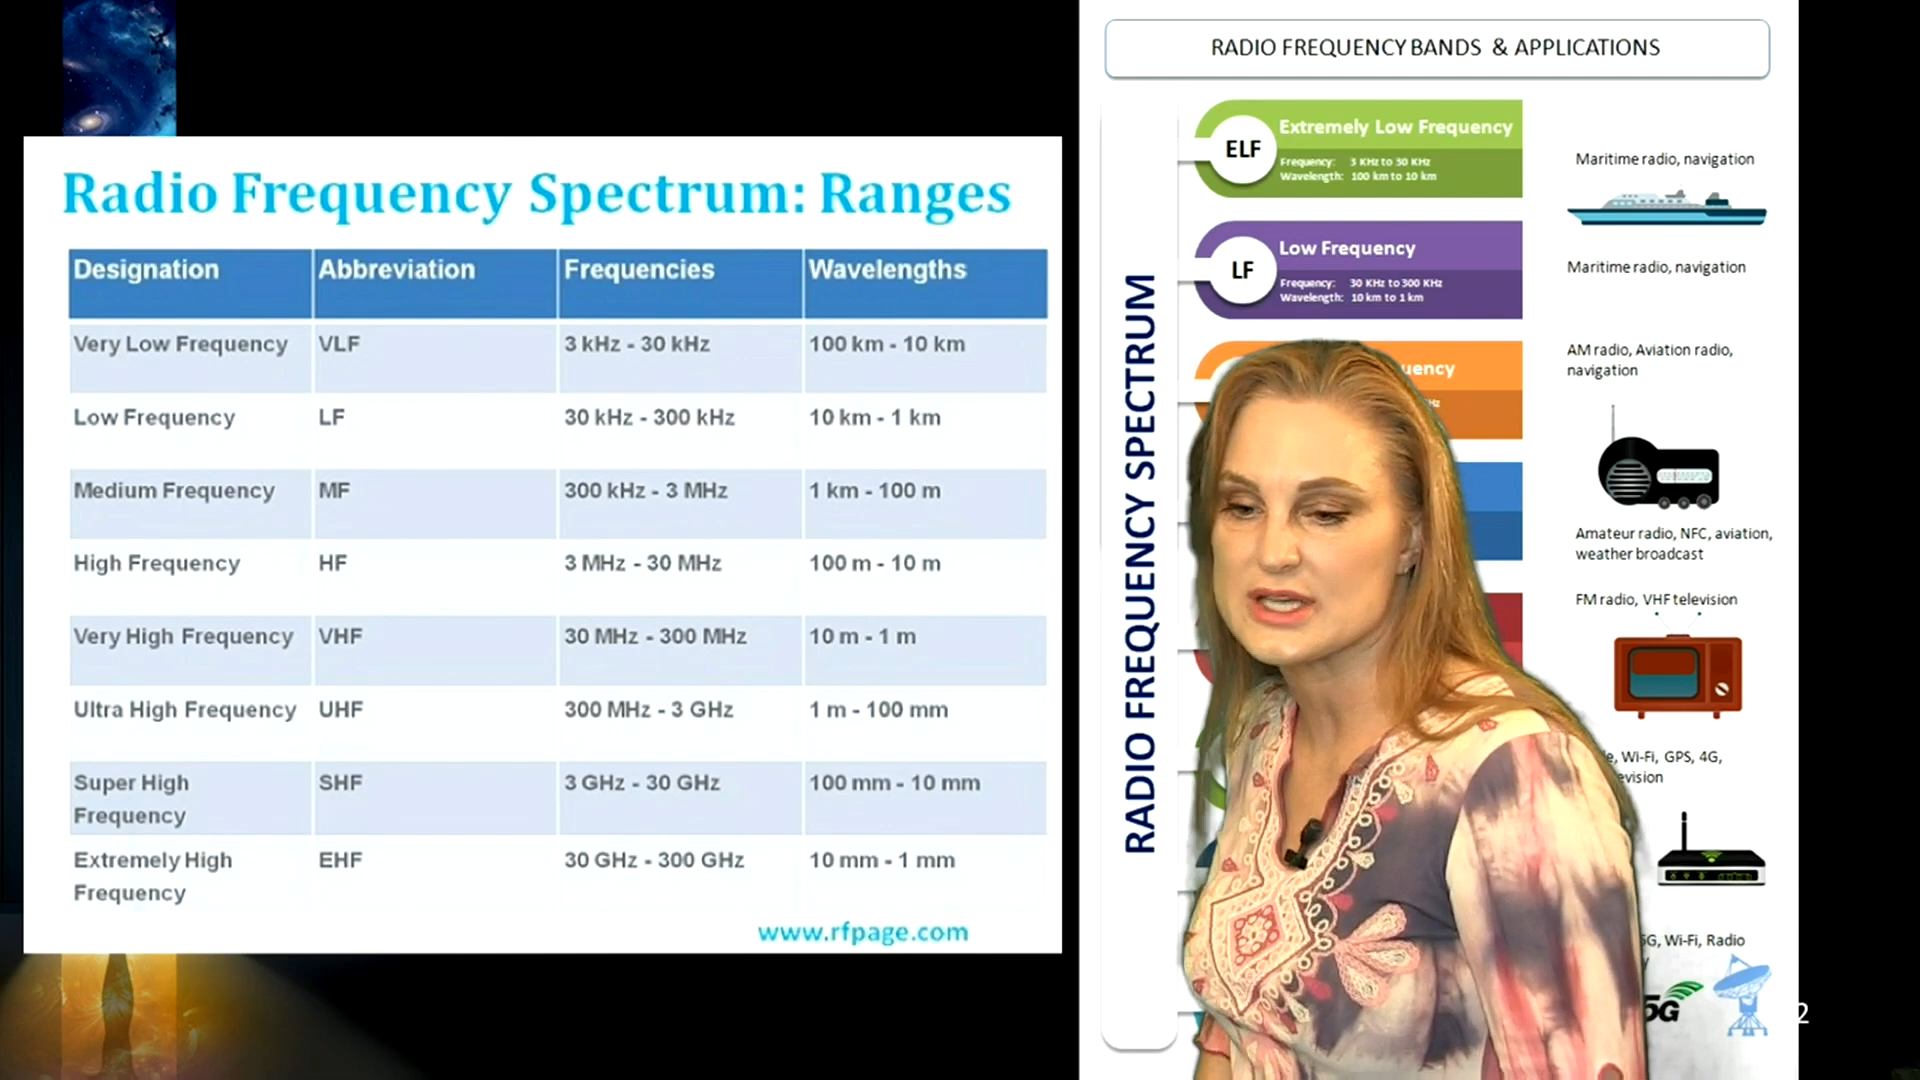 Radio Frequency Spectrum: Ranges
Designation Abbreviation Frequencies Wavelengths
Very Low Frequency VLF 3 kHz - 30 kHz 100 km - 10 km
Low Frequency LF 30 kHz - 300 kHz 10 km - 1 km
Medium Frequency MF 300 kHz - 3 MHz 1 km - 100 m
High Frequency HF 3 MHz - 30 MHz 100 m - 10 m
Very High Frequency VHF 30 MHz - 300 MHz 10 m - 1 m
Ultra High Frequency UHF 300 MHz - 3 GHz 1 m - 100 mm
Super High SHF 3 GHz - 30 GHz 100 mm - 10 mm
Frequency
Extremely High EHF 30 GHz - 300 GHz 10 mm - 1 mm
Frequency
www.rfpage.com
RADIO FREQUENCY BANDS & APPLICATIONS
RADIO FREQUENCY SPECTRUM
ELF
Extremely Low Frequency
Frequency: 3 KHz to 30 KHz
Wavelength: 100 km to 10 km
Maritime radio, navigation
LF
Low Frequency
Frequency: 30 KHz to 300 KHz
Wavelength: 10 km to 1 km
Maritime radio, navigation
AM radio, Aviation radio,
navigation
Amateur radio, NFC, aviation,
weather broadcast
FM radio, VHF television
Wi-Fi, GPS, 4G,
Wi-Fi, Radio
5G
2